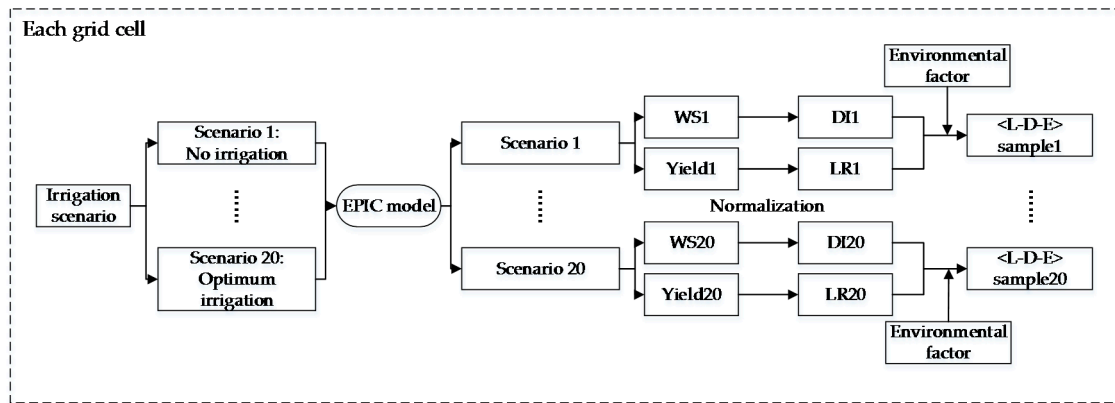 Each grid cell
Environmental
factor
Scenario 1:
No irrigation
Scenario 1
WS1
DI1
<L-D-E>
sample1
Yield1
LR1
Irrigation
scenario
EPIC model
Normalization
Scenario 20:
Optimum
irrigation
Scenario 20
WS20
DI20
<L-D-E>
sample20
Yield20
LR20
Environmental
factor